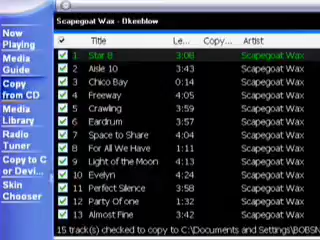 Scapegoat Wax - Okeeblow
Now
Playing
Media
Guide
Copy
from CD
Media
Library
Radio
Tuner
Copy to C
or Devi...
Skin
Chooser
Title Le... Copy... Artist
1 Star 8 3:08 Scapegoat Wax
2 Aisle 10 3:43 Scapegoat Wax
3 Chico Bay 0:14 Scapegoat Wax
4 Freeway 4:05 Scapegoat Wax
5 Crawling 3:59 Scapegoat Wax
6 Eardrum 3:57 Scapegoat Wax
7 Space to Share 4:04 Scapegoat Wax
8 For All We Have 1:11 Scapegoat Wax
9 Light of the Moon 4:13 Scapegoat Wax
10 Evelyn 4:24 Scapegoat Wax
11 Perfect Silence 3:58 Scapegoat Wax
12 Party Of one 1:32 Scapegoat Wax
13 Almost Fine 3:42 Scapegoat Wax
15 track(s) checked to copy to C:\Documents and Settings\BOBSN